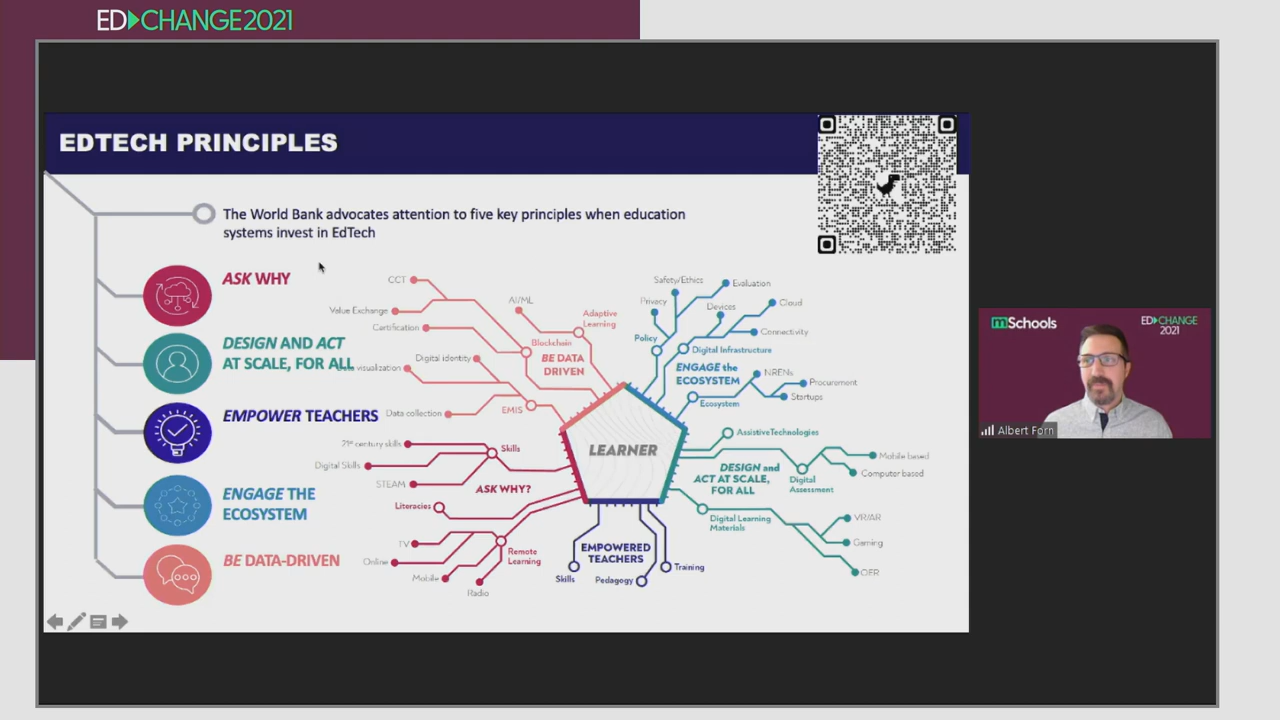 ED▶CHANGE2021
EDTECH PRINCIPLES
The World Bank advocates attention to five key principles when education
systems invest in EdTech
ASK WHY
DESIGN AND ACT
AT SCALE, FOR ALL
EMPOWER TEACHERS
ENGAGE THE
ECOSYSTEM
BE DATA-DRIVEN
CCT
Value Exchange
Certification
AI/ML
Adaptive
Learning
Blockchain
BE DATA
DRIVEN
Digital identity
visualization
Data collection
EMIS
Safety/Ethics
Evaluation
Privacy
Devices
Cloud
Connectivity
Policy
Digital Infrastructure
ENGAGE the
ECOSYSTEM
NRENs
Procurement
Startups
Ecosystem
LEARNER
21st century skills
Skills
Digital Skills
STEAM
ASK WHY?
Literacies
TV
Online
Mobile
Radio
Remote
Learning
AssistiveTechnologies
DESIGN and
ACT AT SCALE,
FOR ALL
Mobile based
Computer based
Digital
Assessment
Digital Learning
Materials
VR/AR
Gaming
OER
EMPOWERED
TEACHERS
Skills
Pedagogy
Training
mSchools
ED▶CHANGE
2021
Albert Forn